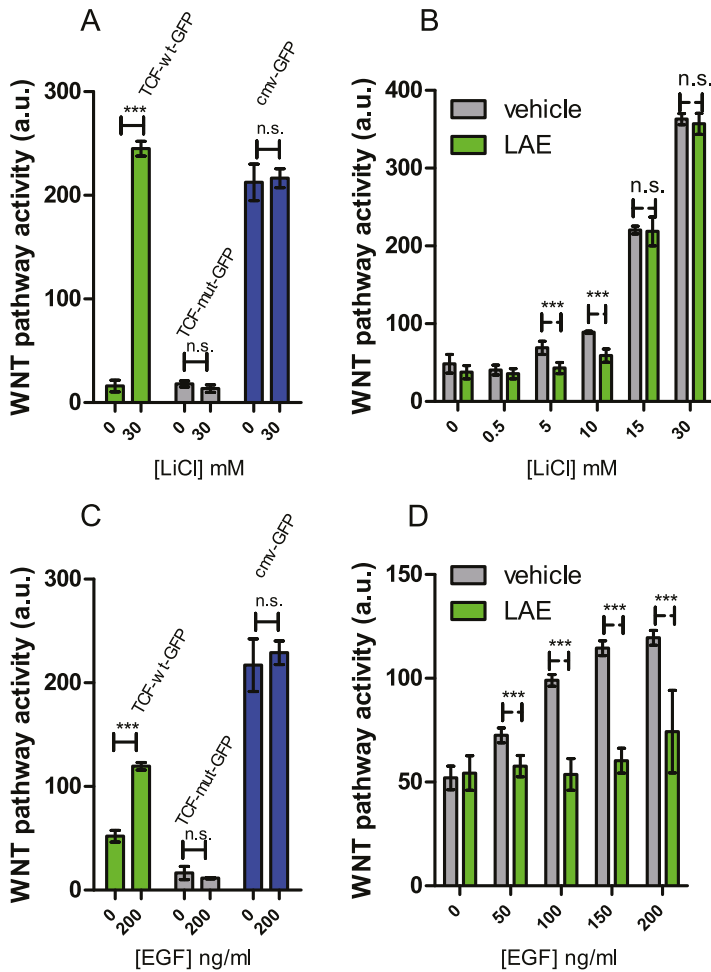 A
WNT pathway activity (a.u.)
300
200
100
0
TCF-wt-GFP
***
TCF-mut-GFP
n.s.
cmv-GFP
n.s.
0
30
0
30
0
30
[LiCl] mM
B
WNT pathway activity (a.u.)
400
300
200
100
0
vehicle
LAE
***
***
n.s.
n.s.
0
0.5
5
10
15
30
[LiCl] mM
C
WNT pathway activity (a.u.)
300
200
100
0
TCF-wt-GFP
***
TCF-mut-GFP
n.s.
cmv-GFP
n.s.
0
200
0
200
0
200
[EGF] ng/ml
D
WNT pathway activity (a.u.)
150
100
50
0
vehicle
LAE
***
***
***
***
0
50
100
150
200
[EGF] ng/ml